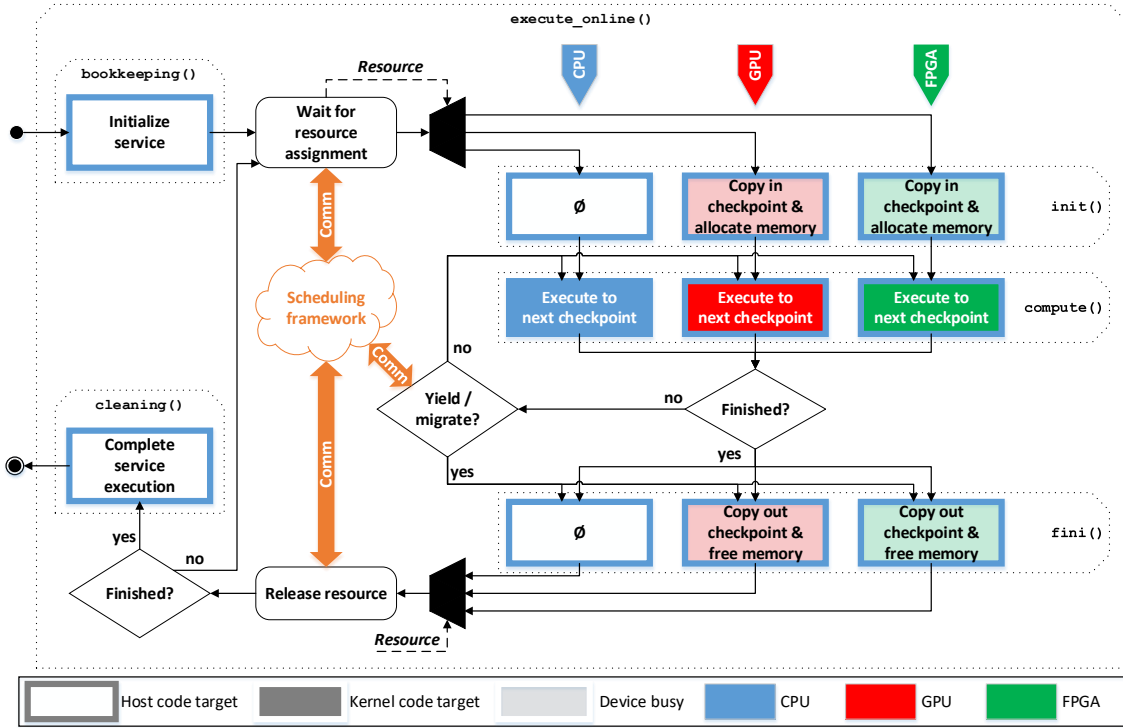 execute_online()
bookkeeping()
Resource
CPU
GPU
FPGA
Initialize
service
Wait for
resource
assignment
Comm
Ø
Copy in
checkpoint &
allocate memory
Copy in
checkpoint &
allocate memory
init()
Scheduling
framework
Execute to
next checkpoint
Execute to
next checkpoint
Execute to
next checkpoint
compute()
no
Comm
Yield /
migrate?
no
Finished?
cleaning()
Complete
service
execution
Comm
yes
yes
Ø
Copy out
checkpoint &
free memory
Copy out
checkpoint &
free memory
fini()
yes
no
Finished?
Release resource
Resource
Host code target
Kernel code target
Device busy
CPU
GPU
FPGA